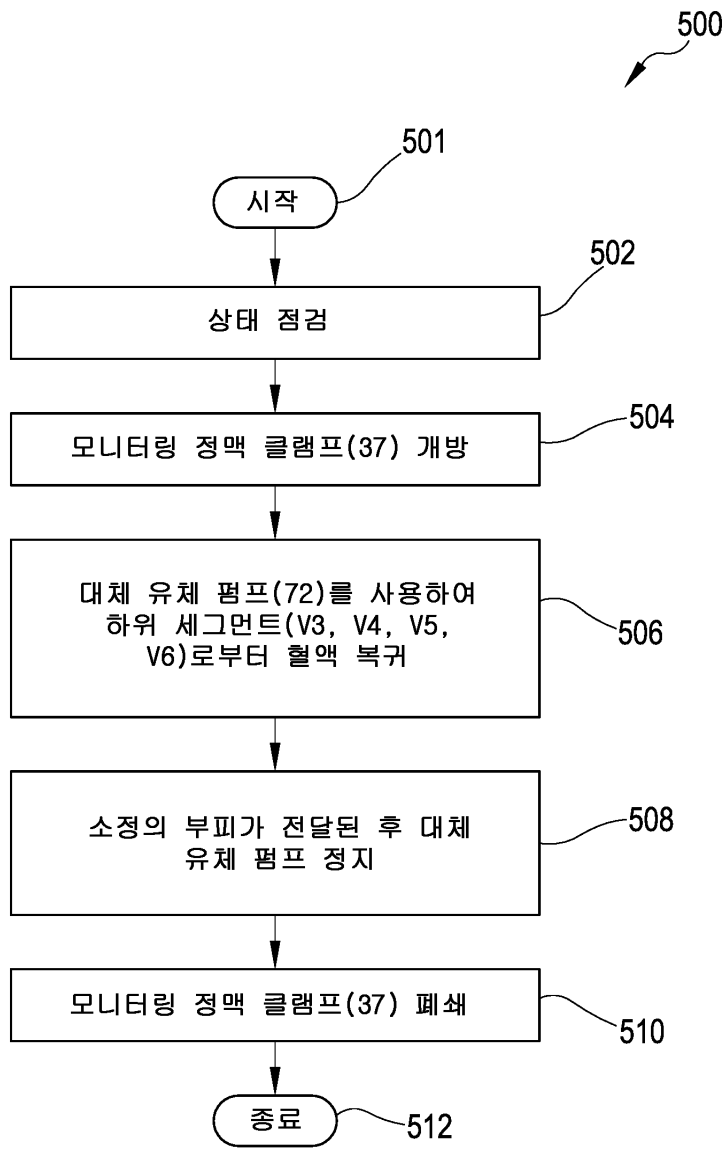 500
501
시작
502
상태 점검
504
모니터링 정맥 클램프(37) 개방
대체 유체 펌프(72)를 사용하여
하위 세그먼트(V3, V4, V5,
V6)로부터 혈액 복귀
506
소정의 부피가 전달된 후 대체
유체 펌프 정지
508
모니터링 정맥 클램프(37) 폐쇄
510
종료
512